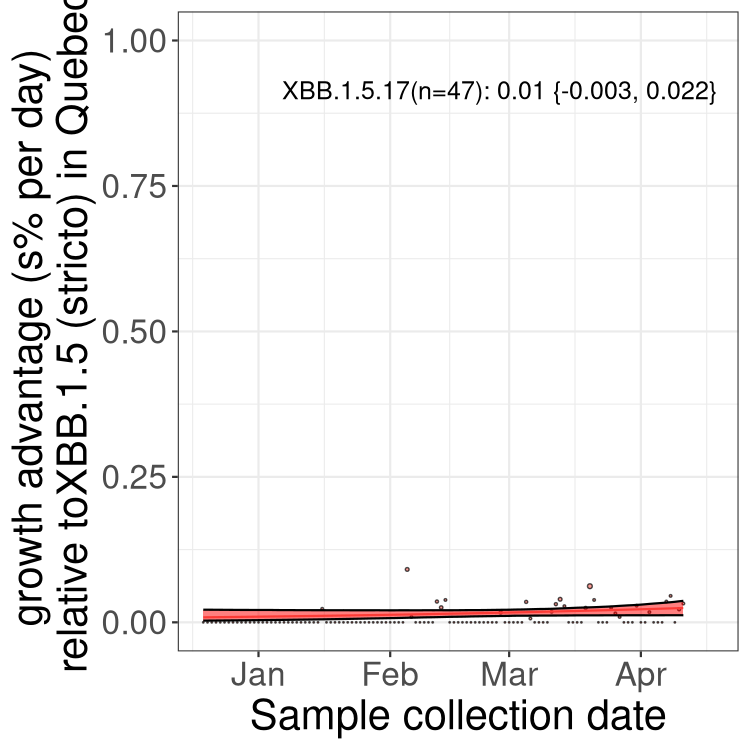 growth advantage (s% per day)
relative toXBB.1.5 (stricto) in Quebec
1.00
0.75
0.50
0.25
0.00
XBB.1.5.17(n=47): 0.01 {-0.003, 0.022}
Jan
Feb
Mar
Apr
Sample collection date